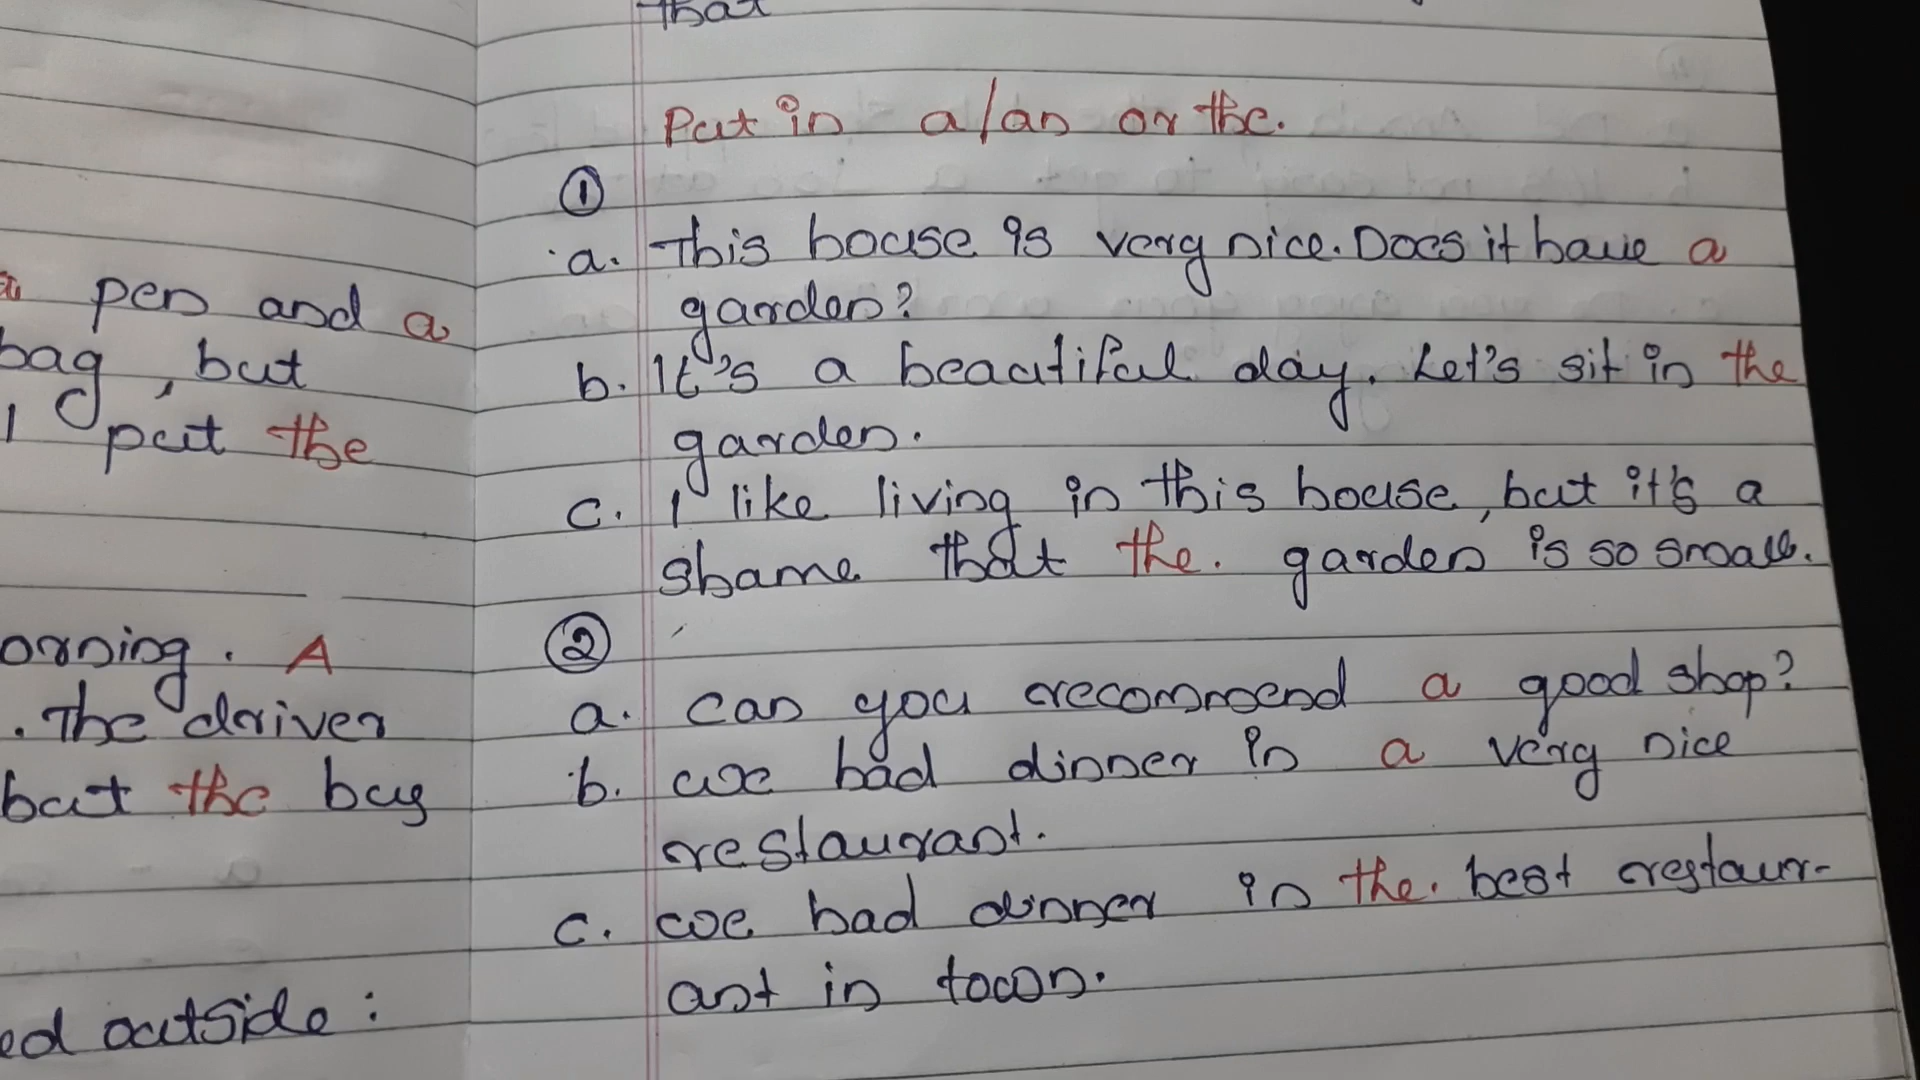 that
Put in a/an or the.
①
a. This house is very nice. Does it have a
garden?
b. It's a beautiful day. Let's sit in the
garden.
c. I like living in this house, but it's a
shame that the. garden is so small.
②
a. can you recommend a good shop?
b. we had dinner in a very nice
restaurant.
c. we had dinner in the. best restaur-
ant in town.
pen and a
bag, but
I put the
orning. A
. The driver
but the buy
ed outside: